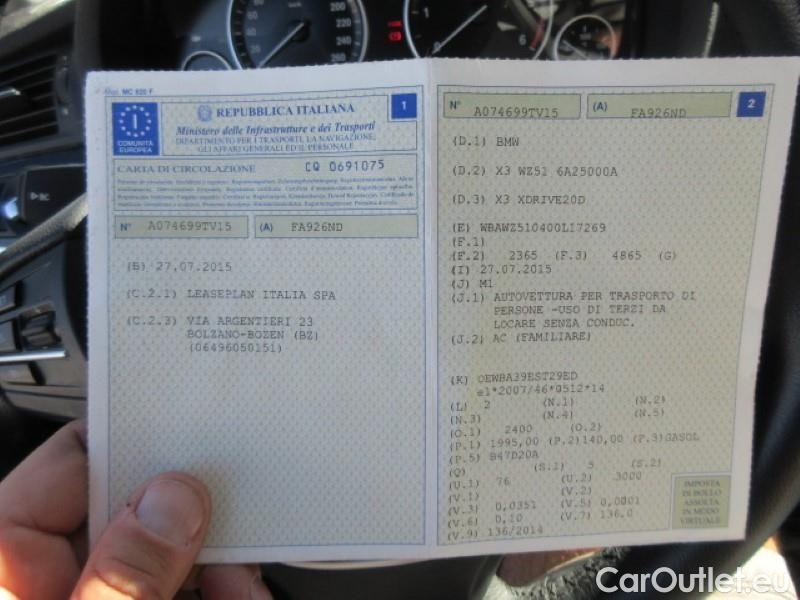 Mod. MC 820 F
REPUBBLICA ITALIANA
1
Ministero delle Infrastrutture e dei Trasporti
DIPARTIMENTO PER I TRASPORTI, LA NAVIGAZIONE,
GLI AFFARI GENERALI ED IL PERSONALE
I
COMUNITÀ
EUROPEA
CARTA DI CIRCOLAZIONE CQ 0691075
N° A074699TV15 (A) FA926ND
(B) 27.07.2015
(C.2.1) LEASEPLAN ITALIA SPA
(C.2.3) VIA ARGENTIERI 23
BOLZANO-BOZEN (BZ)
(06496050151)
N° A074699TV15 (A) FA926ND 2
(D.1) BMW
(D.2) X3 WZ51 6A25000A
(D.3) X3 XDRIVE20D
(E) WBAWZ510400LI7269
(F.1)
(F.2) 2365 (F.3) 4865 (G)
(I) 27.07.2015
(J) M1
(J.1) AUTOVETTURA PER TRASPORTO DI
PERSONE -USO DI TERZI DA
LOCARE SENZA CONDUC.
(J.2) AC (FAMILIARE)
(K) OEWBA39EST29ED
e1*2007/46*0512*14
(L) 2 (N.1) (N.2)
(N.3) (N.4) (N.5)
(O.1) 2400 (O.2)
(P.1) 1995,00 (P.2) 140,00 (P.3) GASOL
(P.5) B47D20A
(Q) (S.1) 5 (S.2)
(U.1) 76 (U.2) 3000
(V.1) (V.2)
(V.3) 0,0351 (V.5) 0,0001
(V.6) 0,10 (V.7) 136,0
(V.9) 136/2014
IMPOSTA
DI BOLLO
ASSOLTA
IN MODO
VIRTUALE
CarOutlet.eu